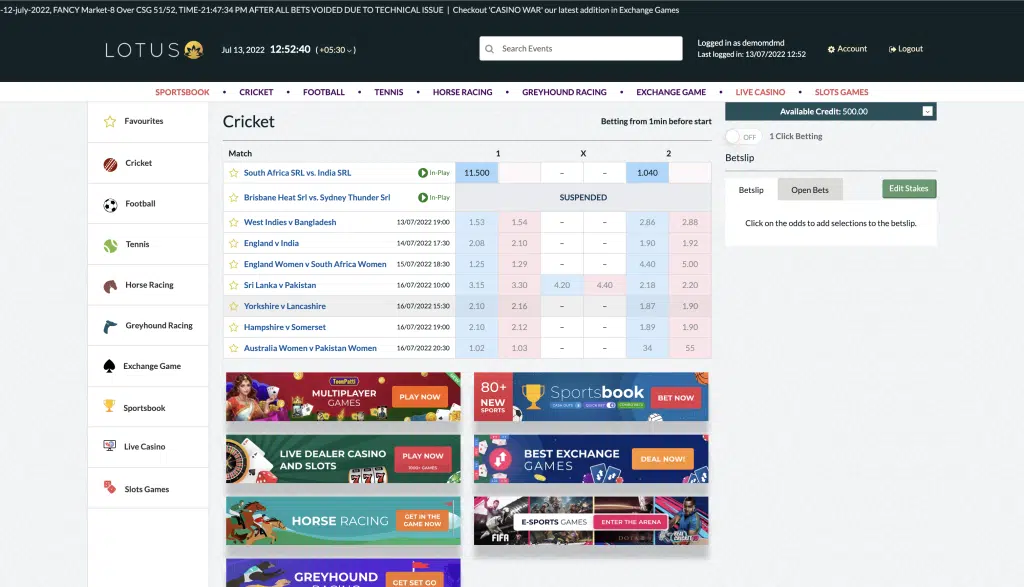 -12-july-2022, FANCY Market-8 Over CSG 51/52, TIME-21:47:34 PM AFTER ALL BETS VOIDED DUE TO TECHNICAL ISSUE | Checkout 'CASINO WAR' our latest addition in Exchange Games
LOTUS Jul 13, 2022 12:52:40 (+05:30) Search Events Logged in as demomdmd Account Logout
Last logged in: 13/07/2022 12:52
SPORTSBOOK • CRICKET • FOOTBALL • TENNIS • HORSE RACING • GREYHOUND RACING • EXCHANGE GAME • LIVE CASINO • SLOTS GAMES
Favourites
Cricket
Football
Tennis
Horse Racing
Greyhound Racing
Exchange Game
Sportsbook
Live Casino
Slots Games
Cricket Betting from 1min before start
Match 1 X 2
South Africa SRL vs. India SRL In-Play 11.500 – – 1.040
Brisbane Heat Srl vs. Sydney Thunder Srl In-Play SUSPENDED
West Indies v Bangladesh 13/07/2022 19:00 1.53 1.54 – – 2.86 2.88
England v India 14/07/2022 17:30 2.08 2.10 – – 1.90 1.92
England Women v South Africa Women 15/07/2022 18:30 1.25 1.29 – – 4.40 5.00
Sri Lanka v Pakistan 16/07/2022 10:00 3.15 3.30 4.20 4.40 2.18 2.20
Yorkshire v Lancashire 16/07/2022 15:30 2.10 2.16 – – 1.87 1.90
Hampshire v Somerset 16/07/2022 19:00 2.10 2.12 – – 1.89 1.90
Australia Women v Pakistan Women 16/07/2022 20:30 1.02 1.03 – – 34 55
TeenPatti
MULTIPLAYER
GAMES
PLAY NOW
80+
NEW
SPORTS
Sportsbook
BET NOW
LIVE DEALER CASINO
AND SLOTS
PLAY NOW
1000+ GAMES
BEST EXCHANGE
GAMES
DEAL NOW!
HORSE RACING
GET IN THE
GAME NOW
FIFA
E-SPORTS GAMES
ENTER THE ARENA
GREYHOUND
RACING
GET SET GO
Available Credit: 500.00
OFF 1 Click Betting
Betslip
Betslip Open Bets Edit Stakes
Click on the odds to add selections to the betslip.